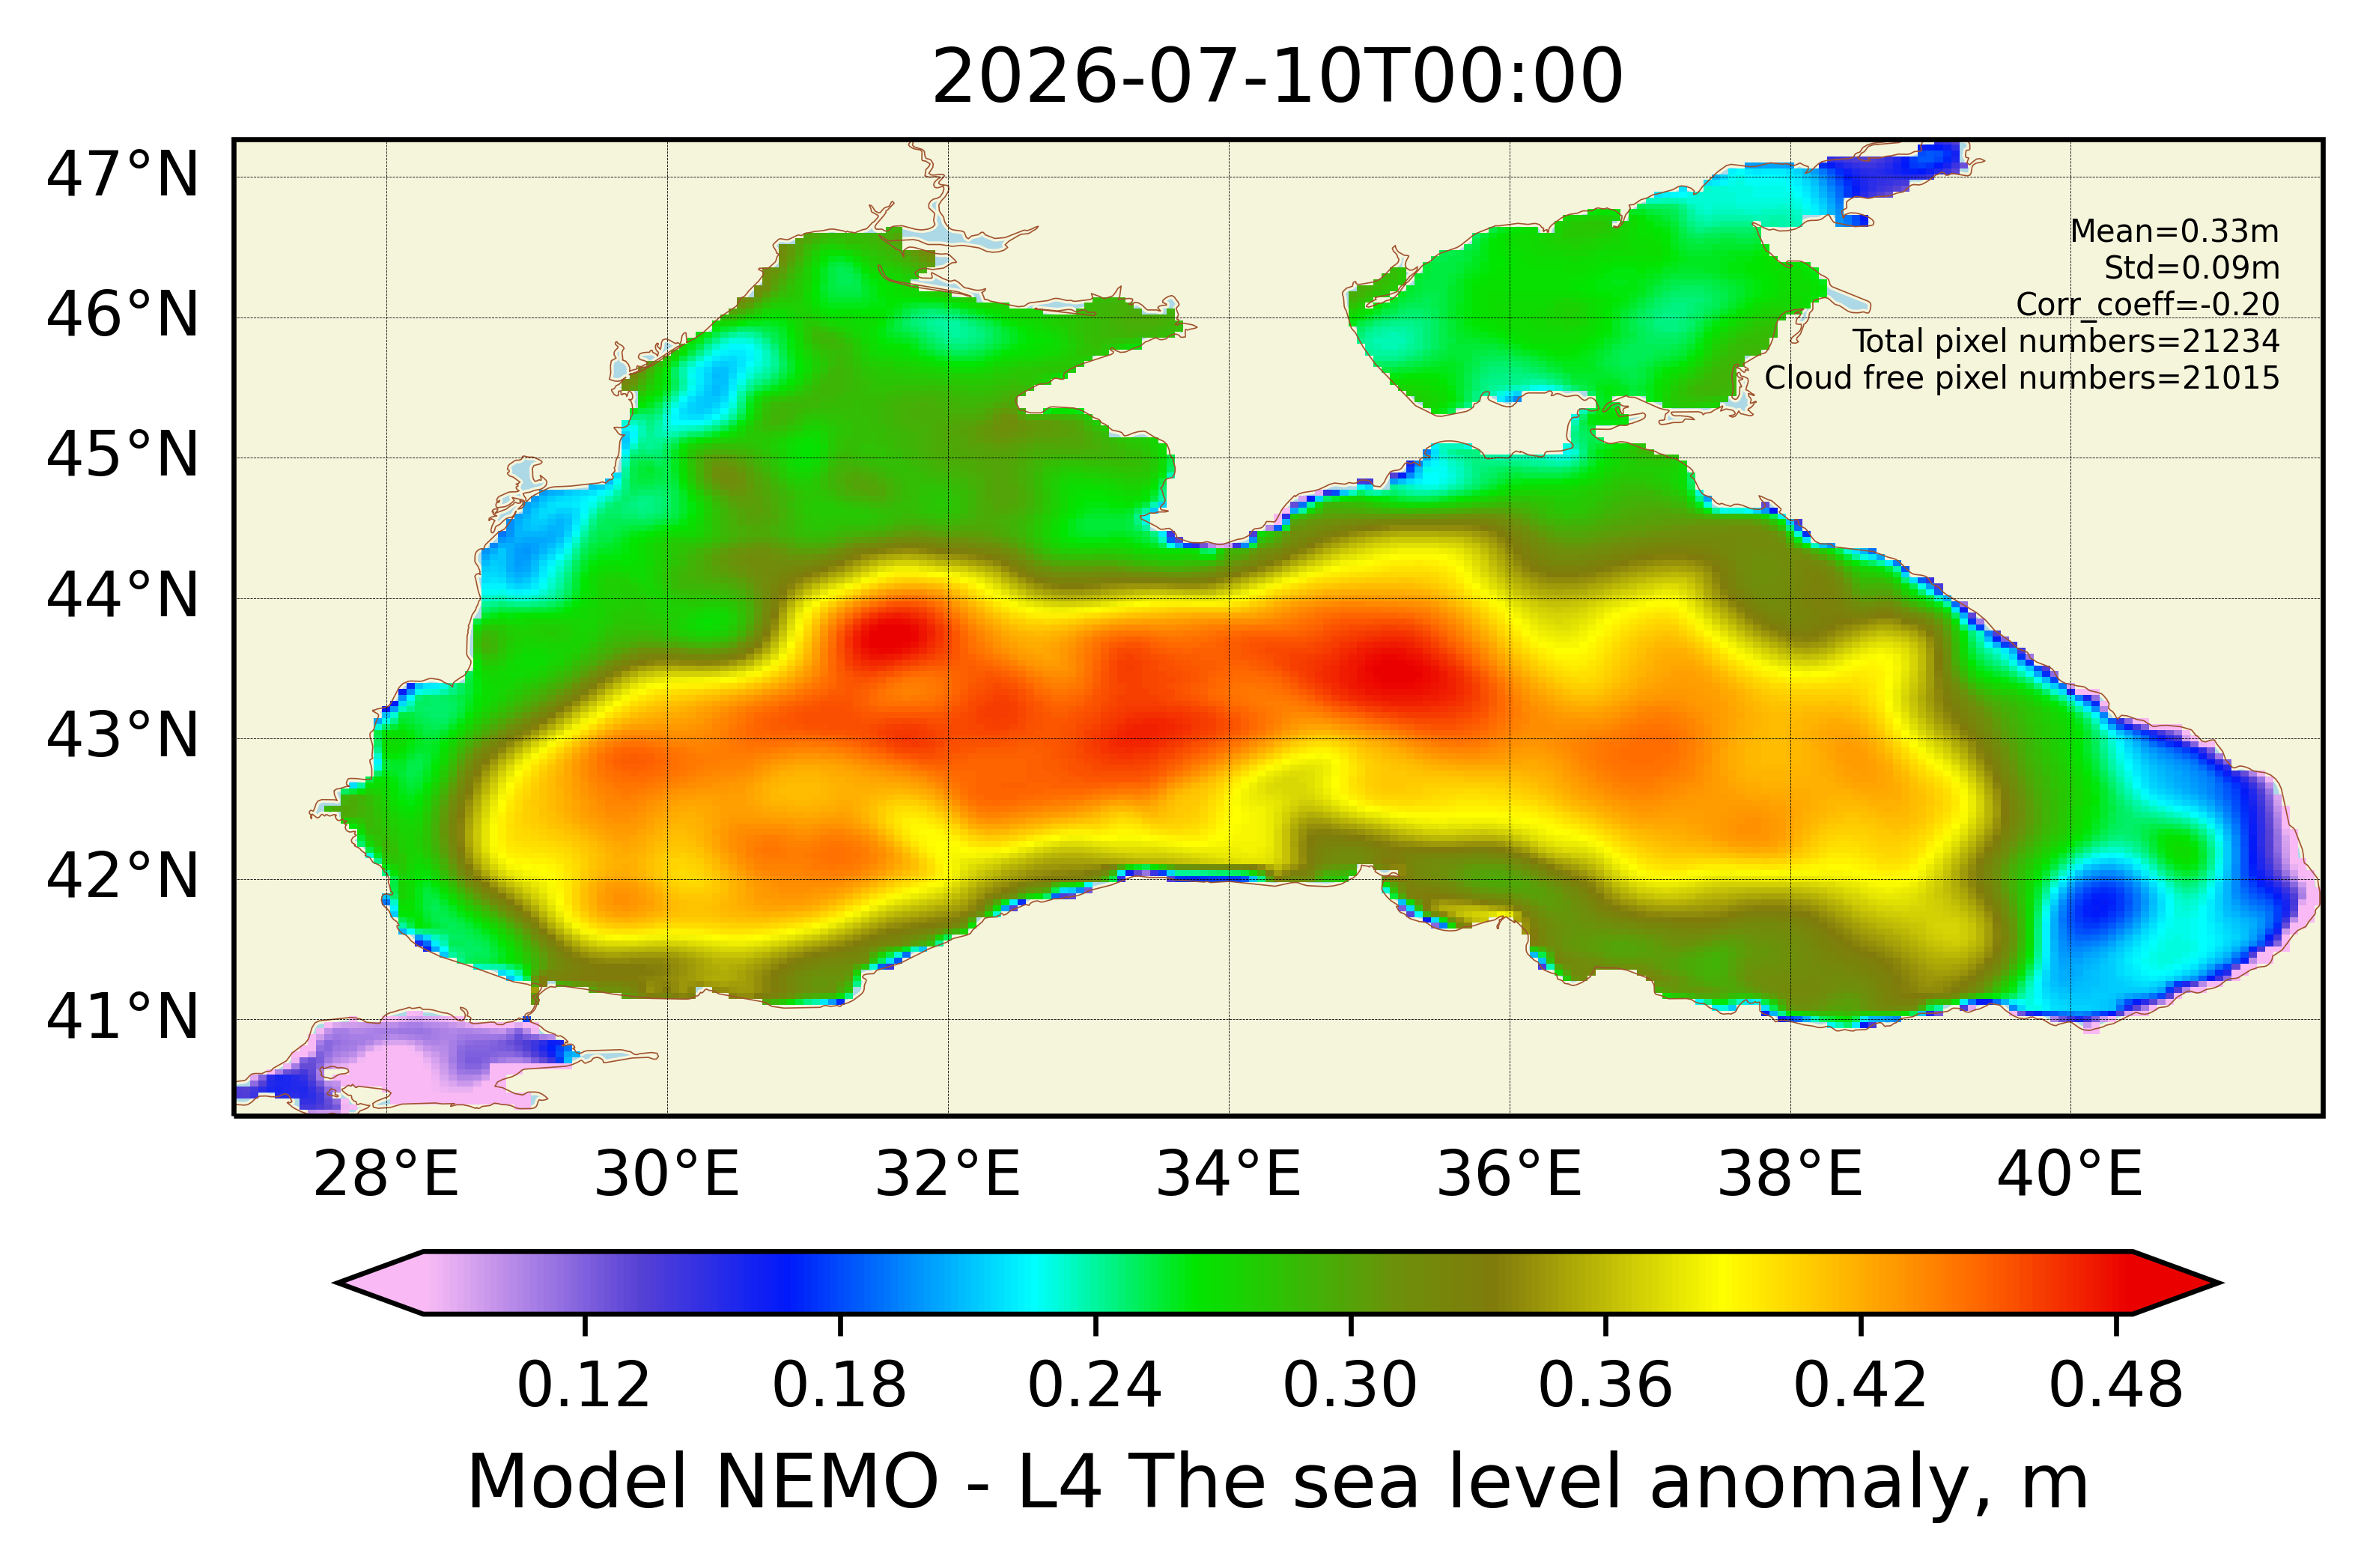 2026-07-10T00:00
47°N
46°N
45°N
44°N
43°N
42°N
41°N
Mean=0.33m
Std=0.09m
Corr_coeff=-0.20
Total pixel numbers=21234
Cloud free pixel numbers=21015
28°E 30°E 32°E 34°E 36°E 38°E 40°E
0.12 0.18 0.24 0.30 0.36 0.42 0.48
Model NEMO - L4 The sea level anomaly, m